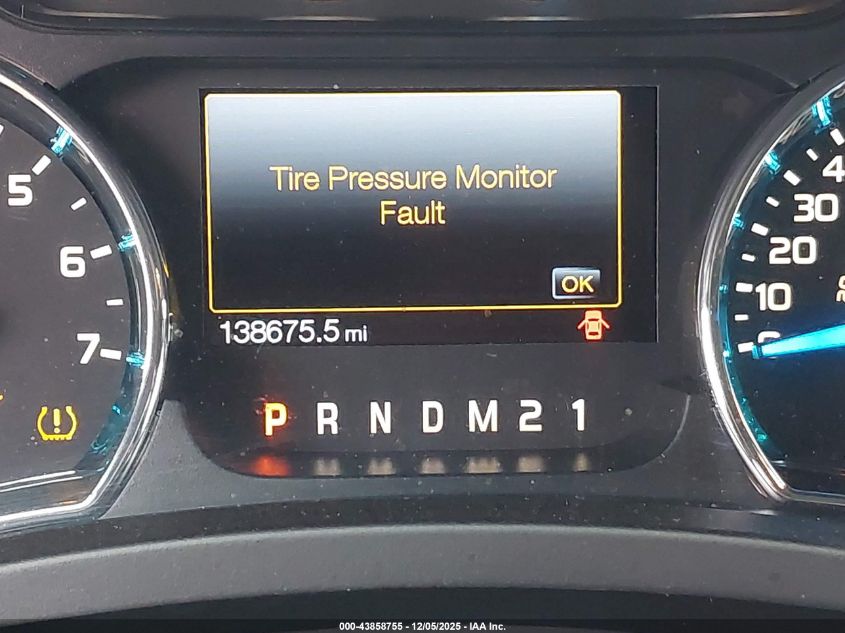 Tire Pressure Monitor
Fault
OK
138675.5 mi
5
6
7
P R N D M 2 1
4
30
20
10
000-43858755 - 12/05/2025 - IAA Inc.